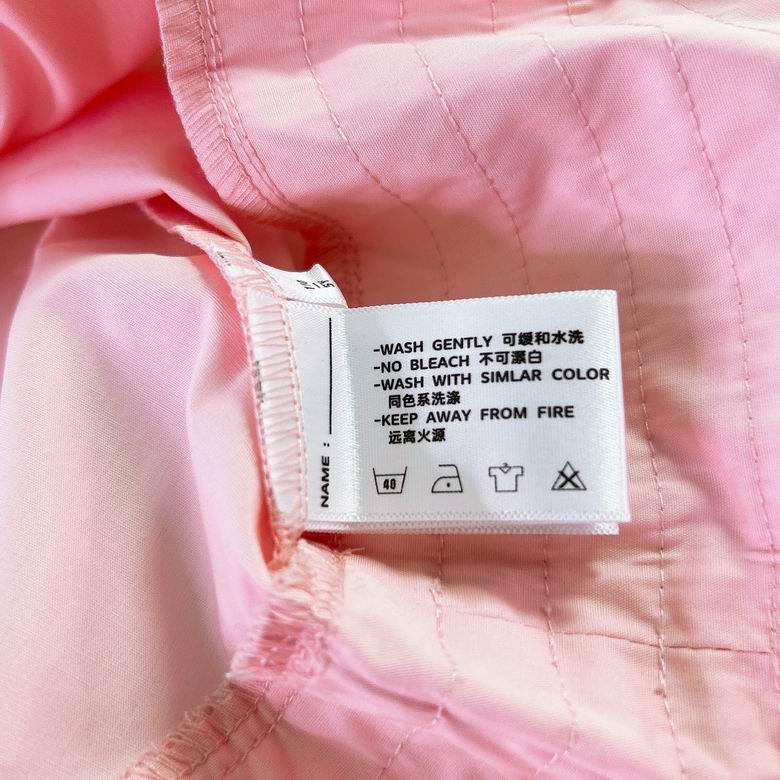 -WASH GENTLY 可缓和水洗
-NO BLEACH 不可漂白
-WASH WITH SIMLAR COLOR
同色系洗涤
-KEEP AWAY FROM FIRE
远离火源
40
NAME :